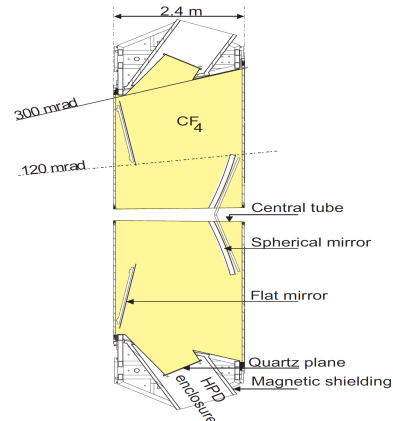 2.4 m
300 mrad
CF4
120 mrad
Central tube
Spherical mirror
Flat mirror
Quartz plane
Magnetic shielding
HPD
enclosure